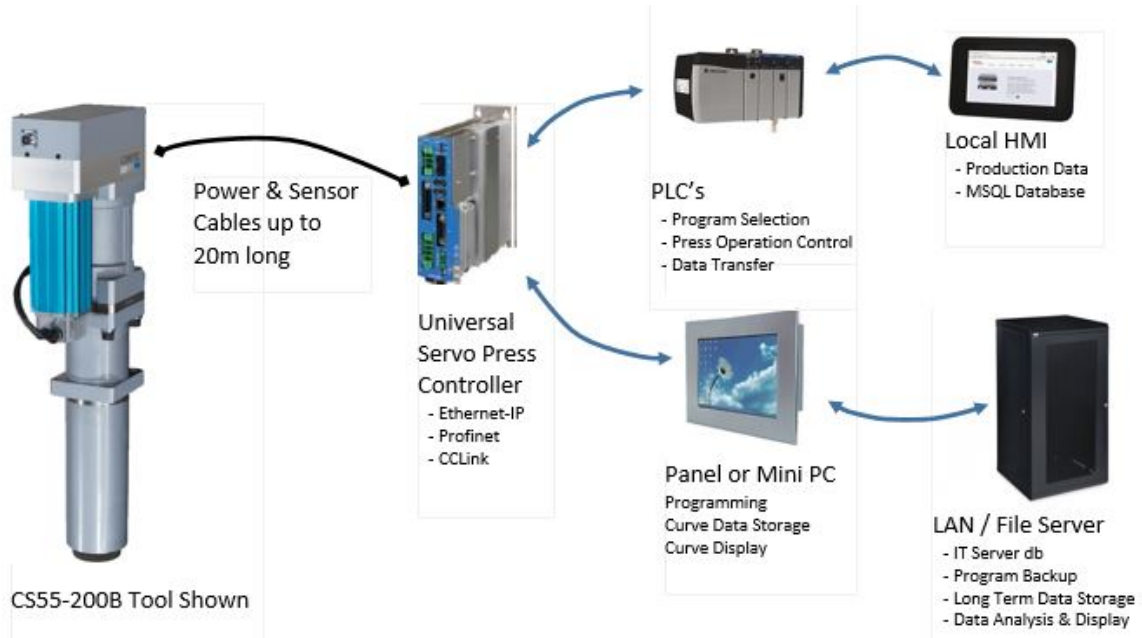 Power & Sensor
Cables up to
20m long
CS55-200B Tool Shown
Universal
Servo Press
Controller
- Ethernet-IP
- Profinet
- CCLink
PLC's
- Program Selection
- Press Operation Control
- Data Transfer
Local HMI
- Production Data
- MSQL Database
Panel or Mini PC
Programming
Curve Data Storage
Curve Display
LAN / File Server
- IT Server db
- Program Backup
- Long Term Data Storage
- Data Analysis & Display